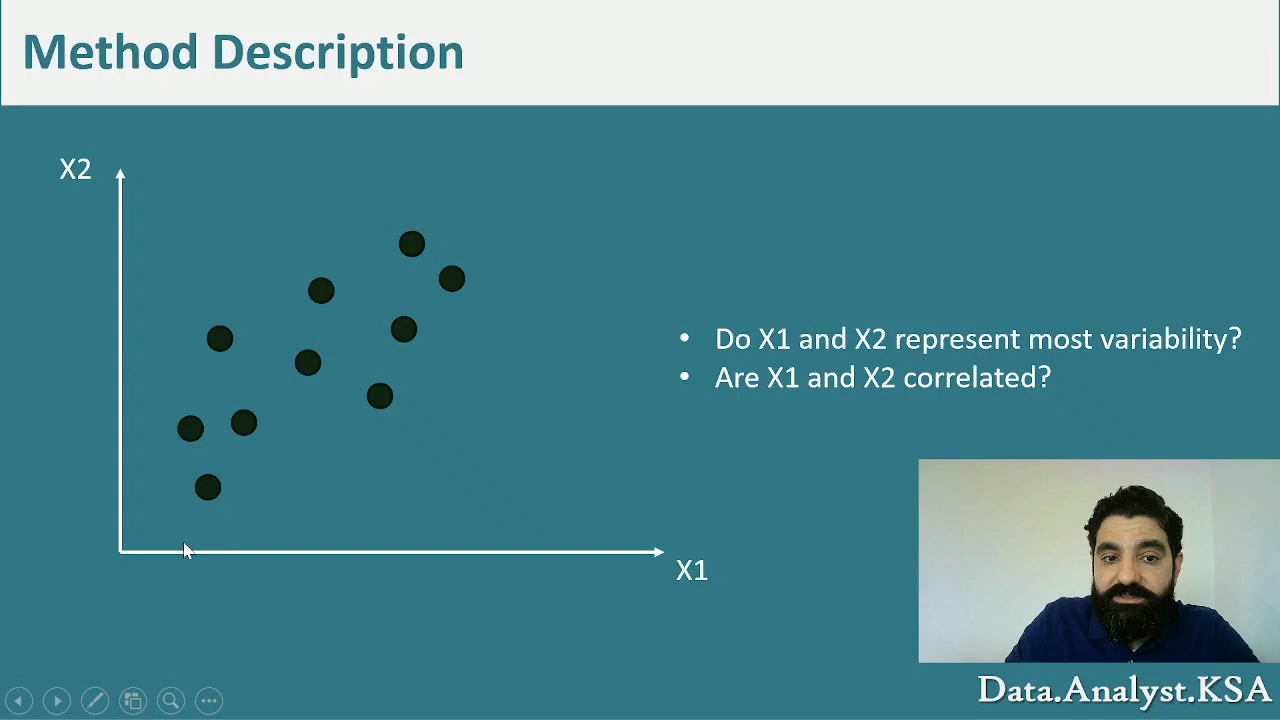 Method Description
X2
• Do X1 and X2 represent most variability?
• Are X1 and X2 correlated?
X1
Data.Analyst.KSA